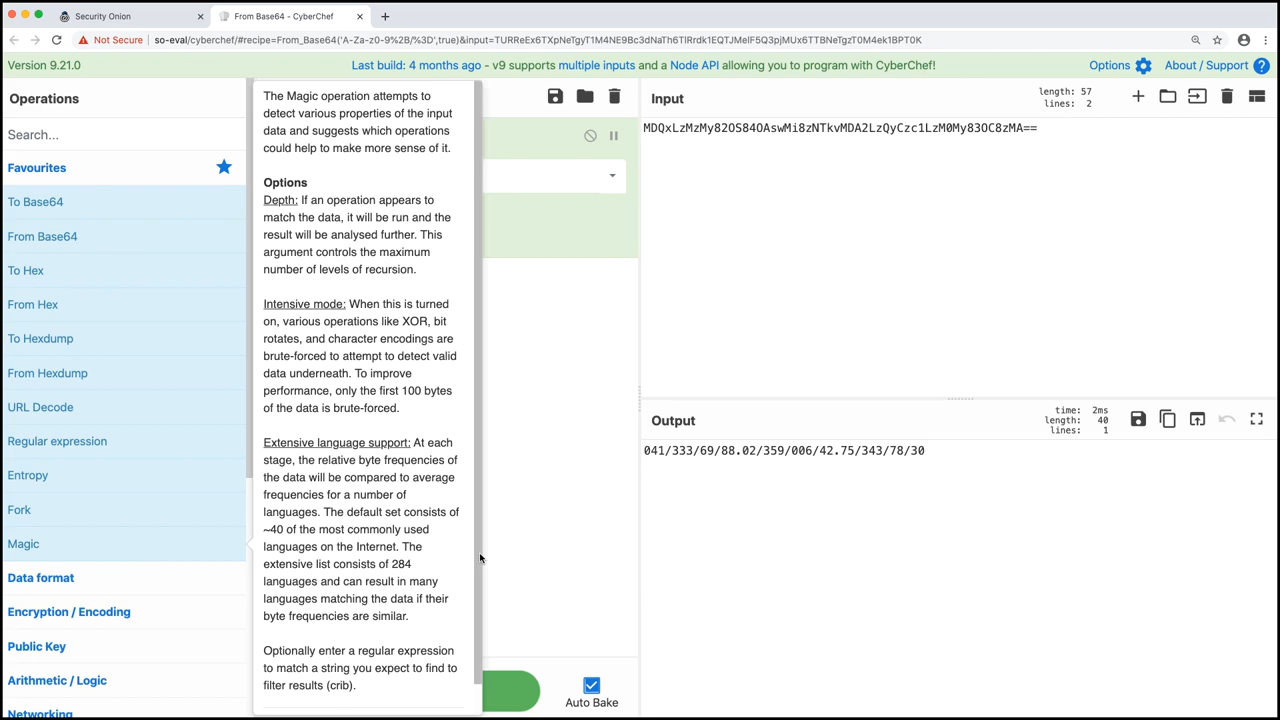 Security Onion
From Base64 - CyberChef
Not Secure
so-eval/cyberchef/#recipe=From_Base64('A-Za-z0-9%2B/%3D',true)&input=TURReEx6TXpNeTgyT1M4NE9Bc3dNaTh6TlRrdk1EQTJMelF5Q3pjMUx6TTBNeTgzT0M4ek1BPT0K
Version 9.21.0
Last build: 4 months ago - v9 supports multiple inputs and a Node API allowing you to program with CyberChef!
Options
About / Support
Operations
Search...
Favourites
To Base64
From Base64
To Hex
From Hex
To Hexdump
From Hexdump
URL Decode
Regular expression
Entropy
Fork
Magic
Data format
Encryption / Encoding
Public Key
Arithmetic / Logic
Networking
The Magic operation attempts to
detect various properties of the input
data and suggests which operations
could help to make more sense of it.
Options
Depth: If an operation appears to
match the data, it will be run and the
result will be analysed further. This
argument controls the maximum
number of levels of recursion.
Intensive mode: When this is turned
on, various operations like XOR, bit
rotates, and character encodings are
brute-forced to attempt to detect valid
data underneath. To improve
performance, only the first 100 bytes
of the data is brute-forced.
Extensive language support: At each
stage, the relative byte frequencies of
the data will be compared to average
frequencies for a number of
languages. The default set consists of
~40 of the most commonly used
languages on the Internet. The
extensive list consists of 284
languages and can result in many
languages matching the data if their
byte frequencies are similar.
Optionally enter a regular expression
to match a string you expect to find to
filter results (crib).
Auto Bake
Input
length: 57
lines: 2
MDQxLzMzMy82OS84OAswMi8zNTkvMDA2LzQyCzc1LzM0My83OC8zMA==
Output
time: 2ms
length: 40
lines: 1
041/333/69/88.02/359/006/42.75/343/78/30